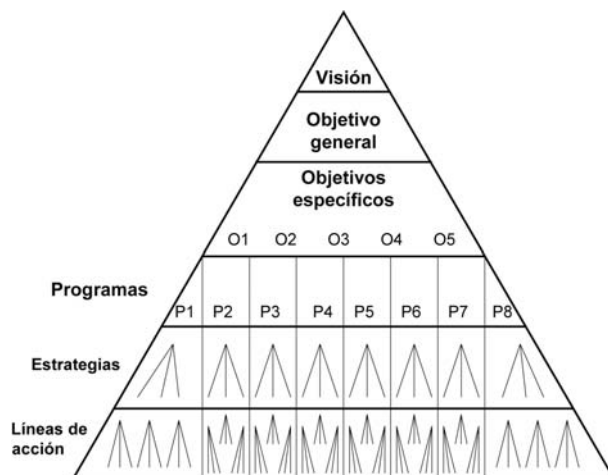 Visión
Objetivo
general
Objetivos
específicos
O1 O2 O3 O4 O5
Programas
P1 P2 P3 P4 P5 P6 P7 P8
Estrategias
Líneas de
acción